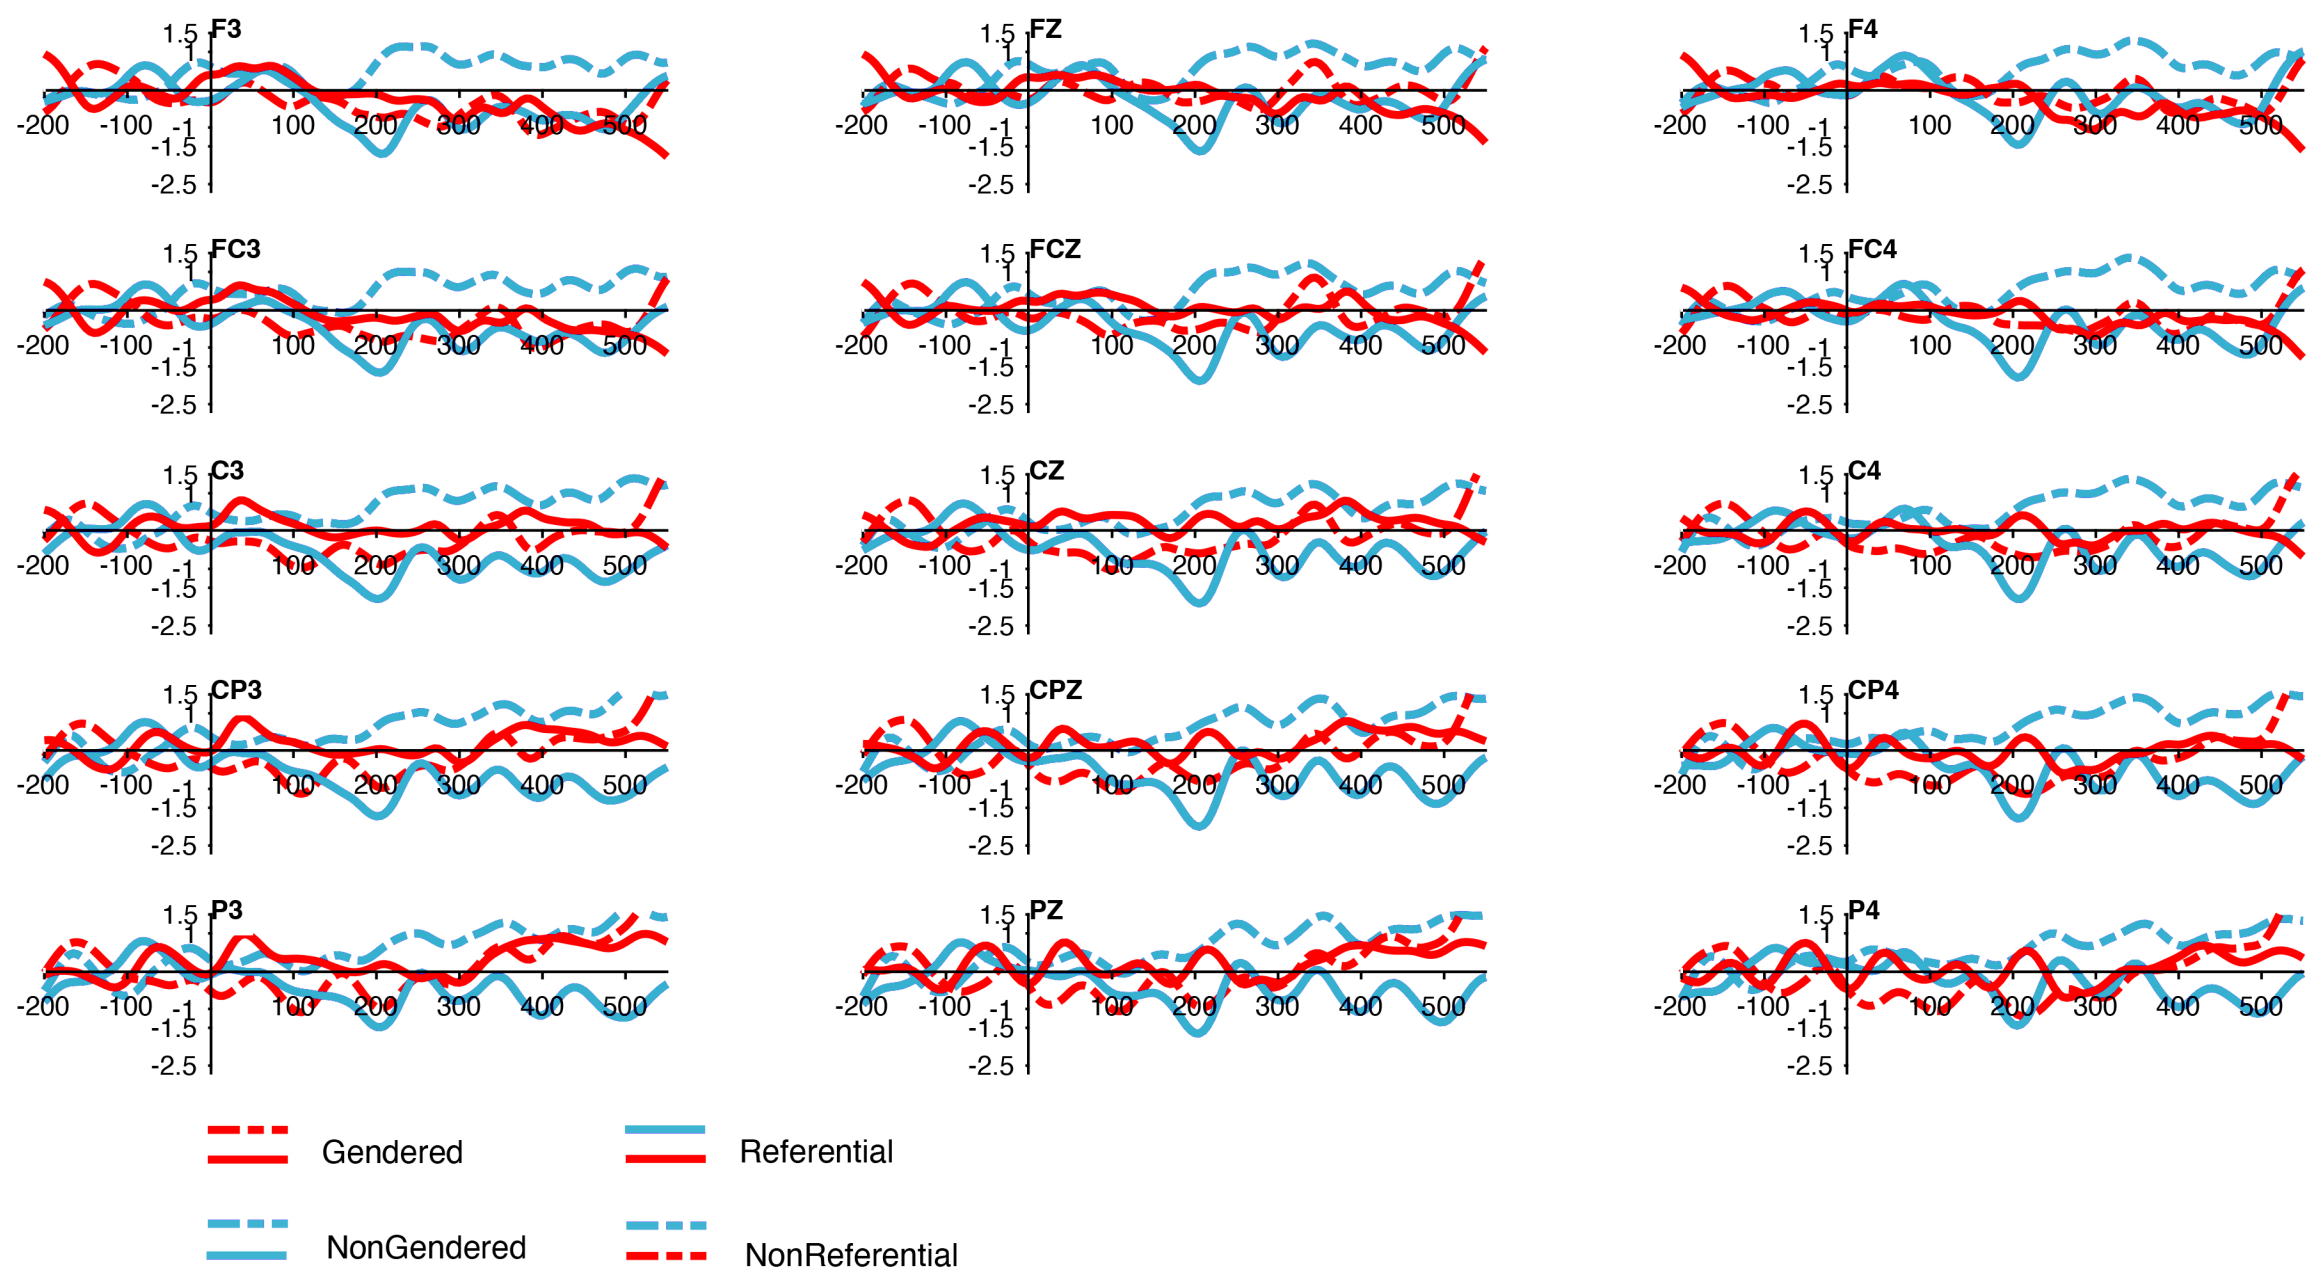 F3 FZ F4
1.5 1.5 1.5
1 1 1
-200 -100 100 200 300 400 500 -200 -100 100 200 300 400 500 -200 -100 100 200 300 400 500
-1 -1 -1
-1.5 -1.5 -1.5
-2.5 -2.5 -2.5
FC3 FCZ FC4
1.5 1.5 1.5
1 1 1
-200 -100 100 200 300 400 500 -200 -100 100 200 300 400 500 -200 -100 100 200 300 400 500
-1 -1 -1
-1.5 -1.5 -1.5
-2.5 -2.5 -2.5
C3 CZ C4
1.5 1.5 1.5
1 1 1
-200 -100 100 200 300 400 500 -200 -100 100 200 300 400 500 -200 -100 100 200 300 400 500
-1 -1 -1
-1.5 -1.5 -1.5
-2.5 -2.5 -2.5
CP3 CPZ CP4
1.5 1.5 1.5
1 1 1
-200 -100 100 200 300 400 500 -200 -100 100 200 300 400 500 -200 -100 100 200 300 400 500
-1 -1 -1
-1.5 -1.5 -1.5
-2.5 -2.5 -2.5
P3 PZ P4
1.5 1.5 1.5
1 1 1
-200 -100 100 200 300 400 500 -200 -100 100 200 300 400 500 -200 -100 100 200 300 400 500
-1 -1 -1
-1.5 -1.5 -1.5
-2.5 -2.5 -2.5
Gendered Referential
NonGendered NonReferential